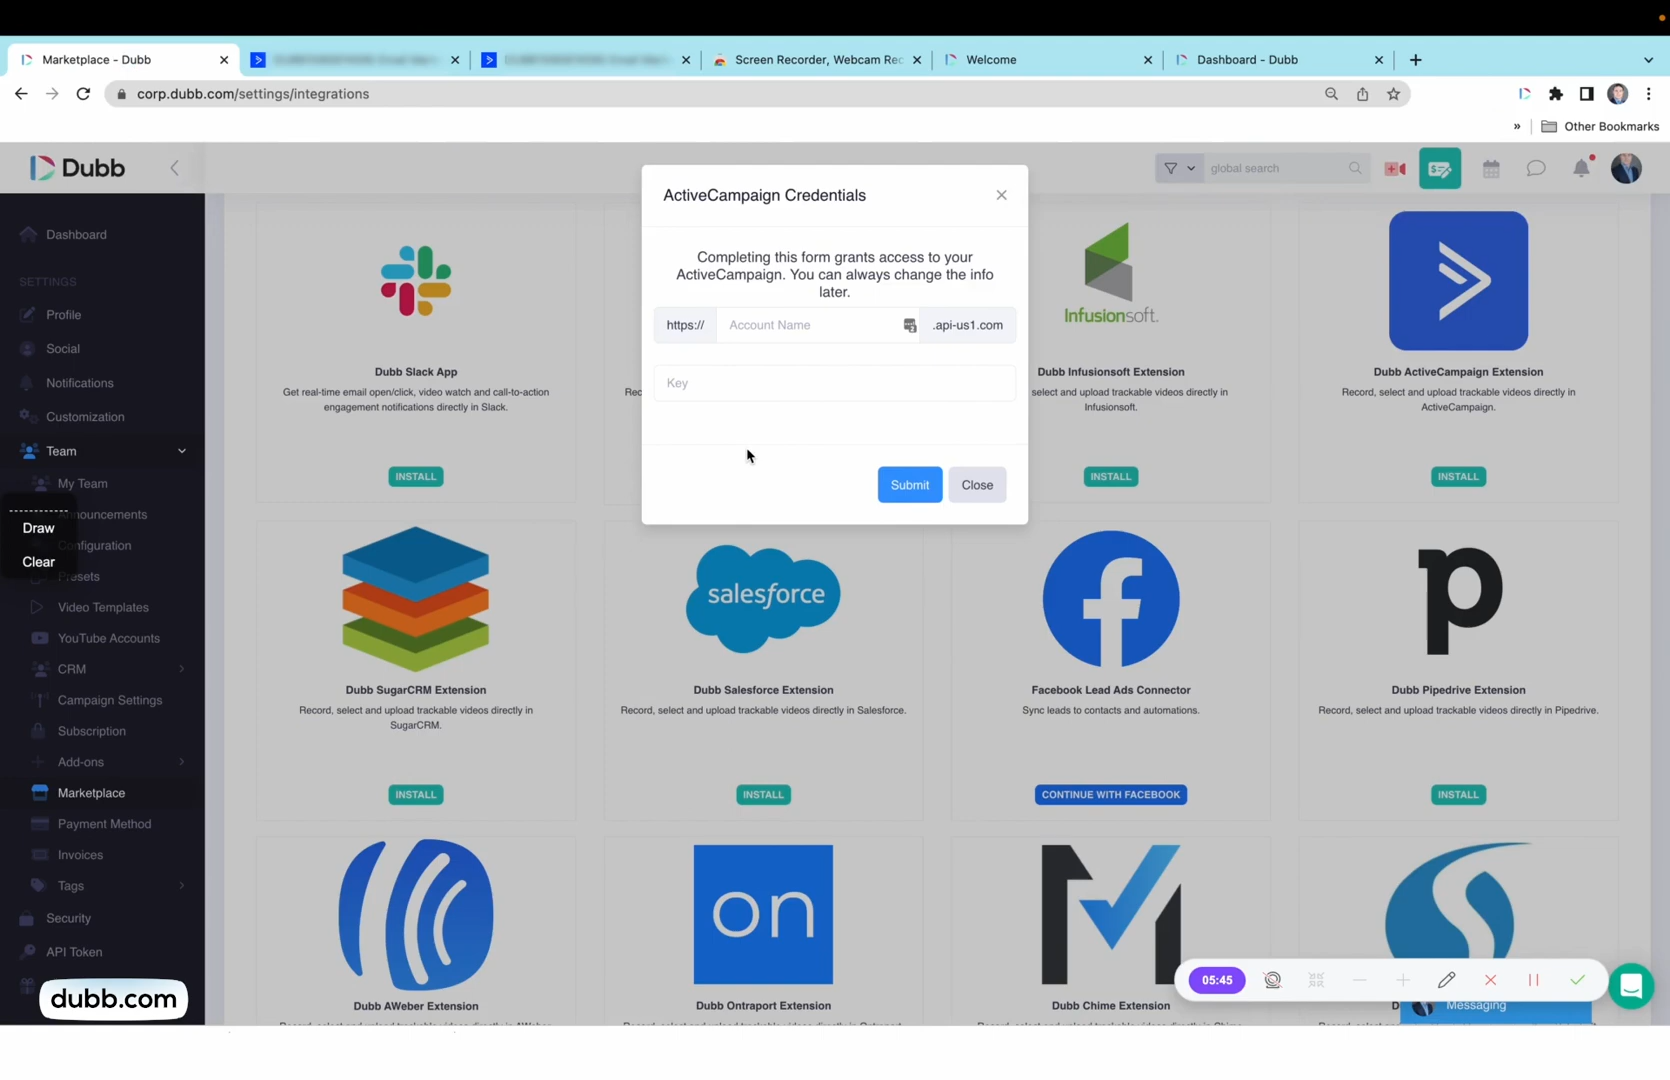 Marketplace - Dubb
Screen Recorder, Webcam Rec
Welcome
Dashboard - Dubb
corp.dubb.com/settings/integrations
» Other Bookmarks
Dubb
global search
Dashboard
SETTINGS
Profile
Social
Notifications
Customization
Team
My Team
nnouncements
Draw
Configuration
Clear
Presets
Video Templates
YouTube Accounts
CRM
Campaign Settings
Subscription
Add-ons
Marketplace
Payment Method
Invoices
Tags
Security
API Token
dubb.com
ActiveCampaign Credentials
Completing this form grants access to your
ActiveCampaign. You can always change the info
later.
https:// Account Name .api-us1.com
Key
Submit Close
Dubb Slack App
Get real-time email open/click, video watch and call-to-action
engagement notifications directly in Slack.
INSTALL
Rec
Infusionsoft.
Dubb Infusionsoft Extension
select and upload trackable videos directly in
Infusionsoft.
INSTALL
Dubb ActiveCampaign Extension
Record, select and upload trackable videos directly in
ActiveCampaign.
INSTALL
Dubb SugarCRM Extension
Record, select and upload trackable videos directly in
SugarCRM.
INSTALL
salesforce
Dubb Salesforce Extension
Record, select and upload trackable videos directly in Salesforce.
INSTALL
Facebook Lead Ads Connector
Sync leads to contacts and automations.
CONTINUE WITH FACEBOOK
p
Dubb Pipedrive Extension
Record, select and upload trackable videos directly in Pipedrive.
INSTALL
Dubb AWeber Extension
on
Dubb Ontraport Extension
Dubb Chime Extension
D
05:45
Messaging